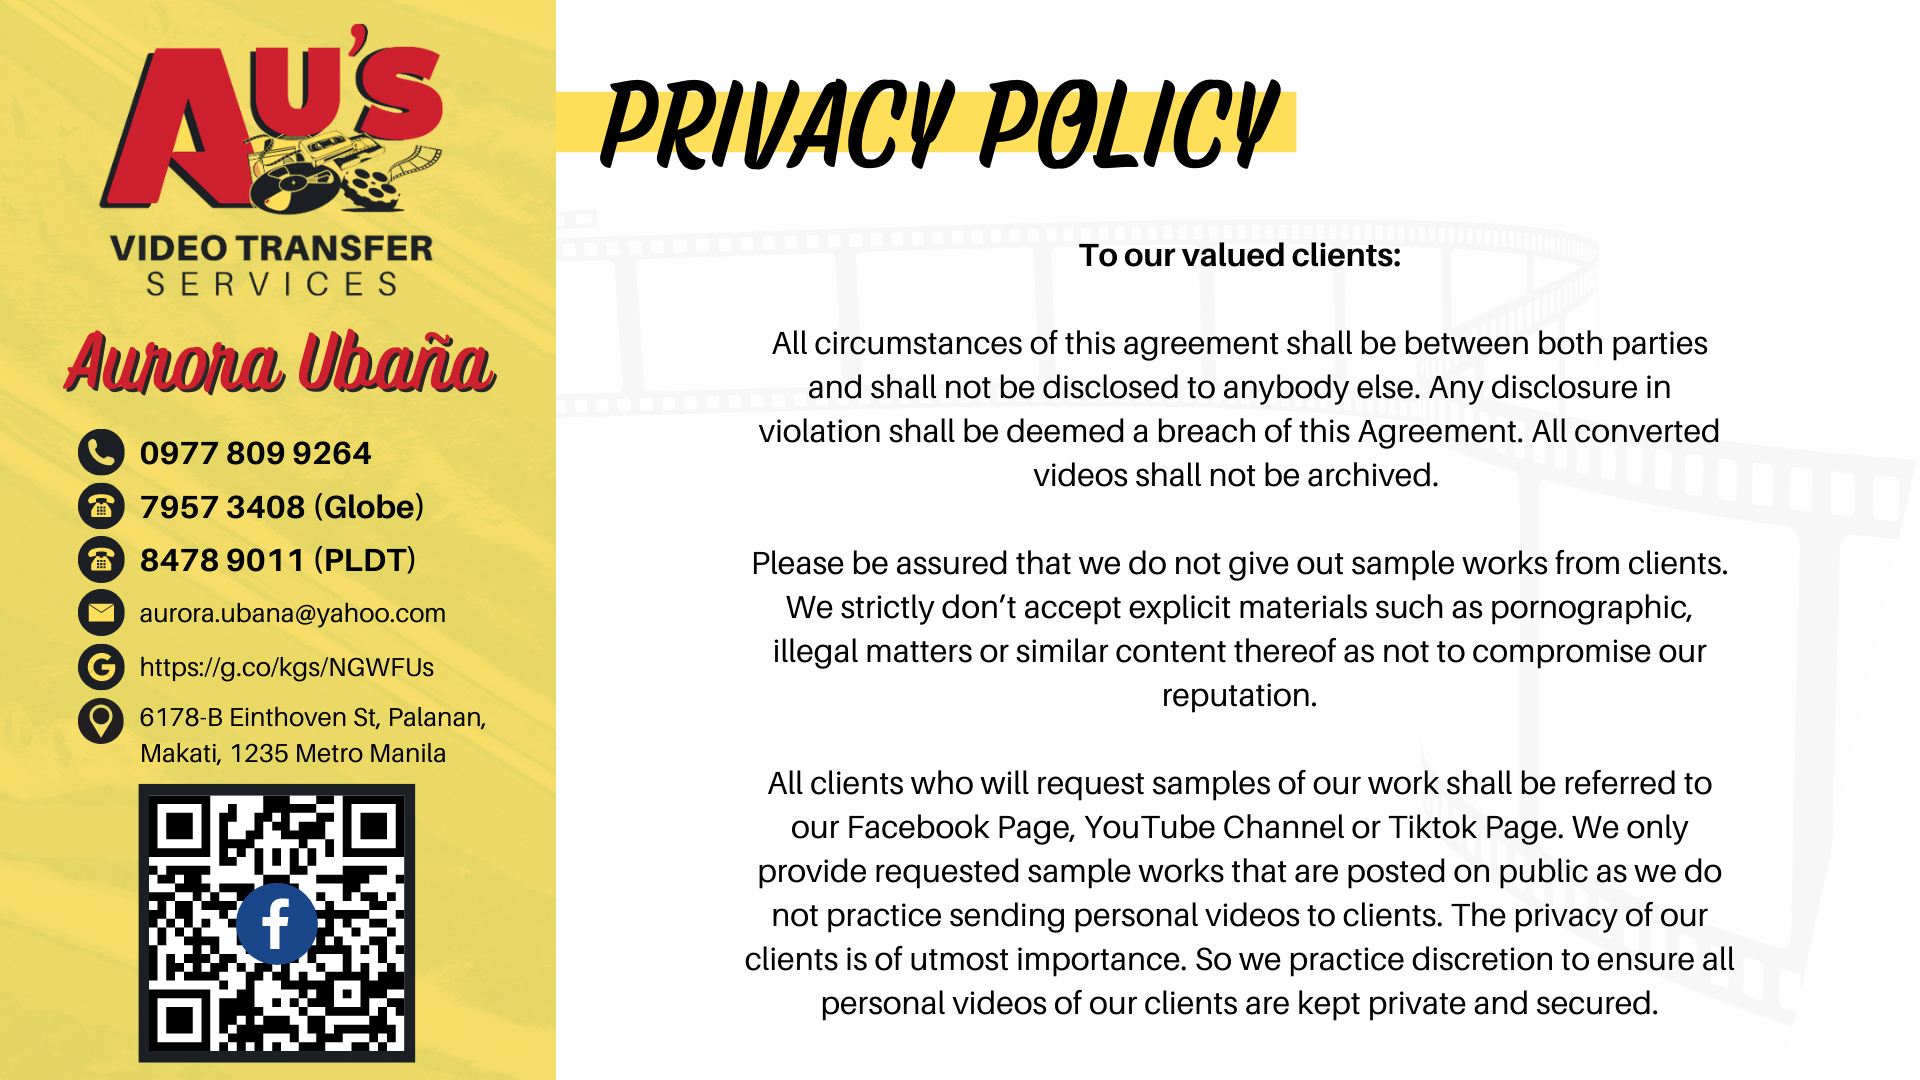 AU'S
VIDEO TRANSFER
SERVICES
Aurora Ubaña
0977 809 9264
7957 3408 (Globe)
8478 9011 (PLDT)
aurora.ubana@yahoo.com
https://g.co/kgs/NGWFUs
6178-B Einthoven St, Palanan,
Makati, 1235 Metro Manila
PRIVACY POLICY
To our valued clients:
All circumstances of this agreement shall be between both parties
and shall not be disclosed to anybody else. Any disclosure in
violation shall be deemed a breach of this Agreement. All converted
videos shall not be archived.
Please be assured that we do not give out sample works from clients.
We strictly don’t accept explicit materials such as pornographic,
illegal matters or similar content thereof as not to compromise our
reputation.
All clients who will request samples of our work shall be referred to
our Facebook Page, YouTube Channel or Tiktok Page. We only
provide requested sample works that are posted on public as we do
not practice sending personal videos to clients. The privacy of our
clients is of utmost importance. So we practice discretion to ensure all
personal videos of our clients are kept private and secured.